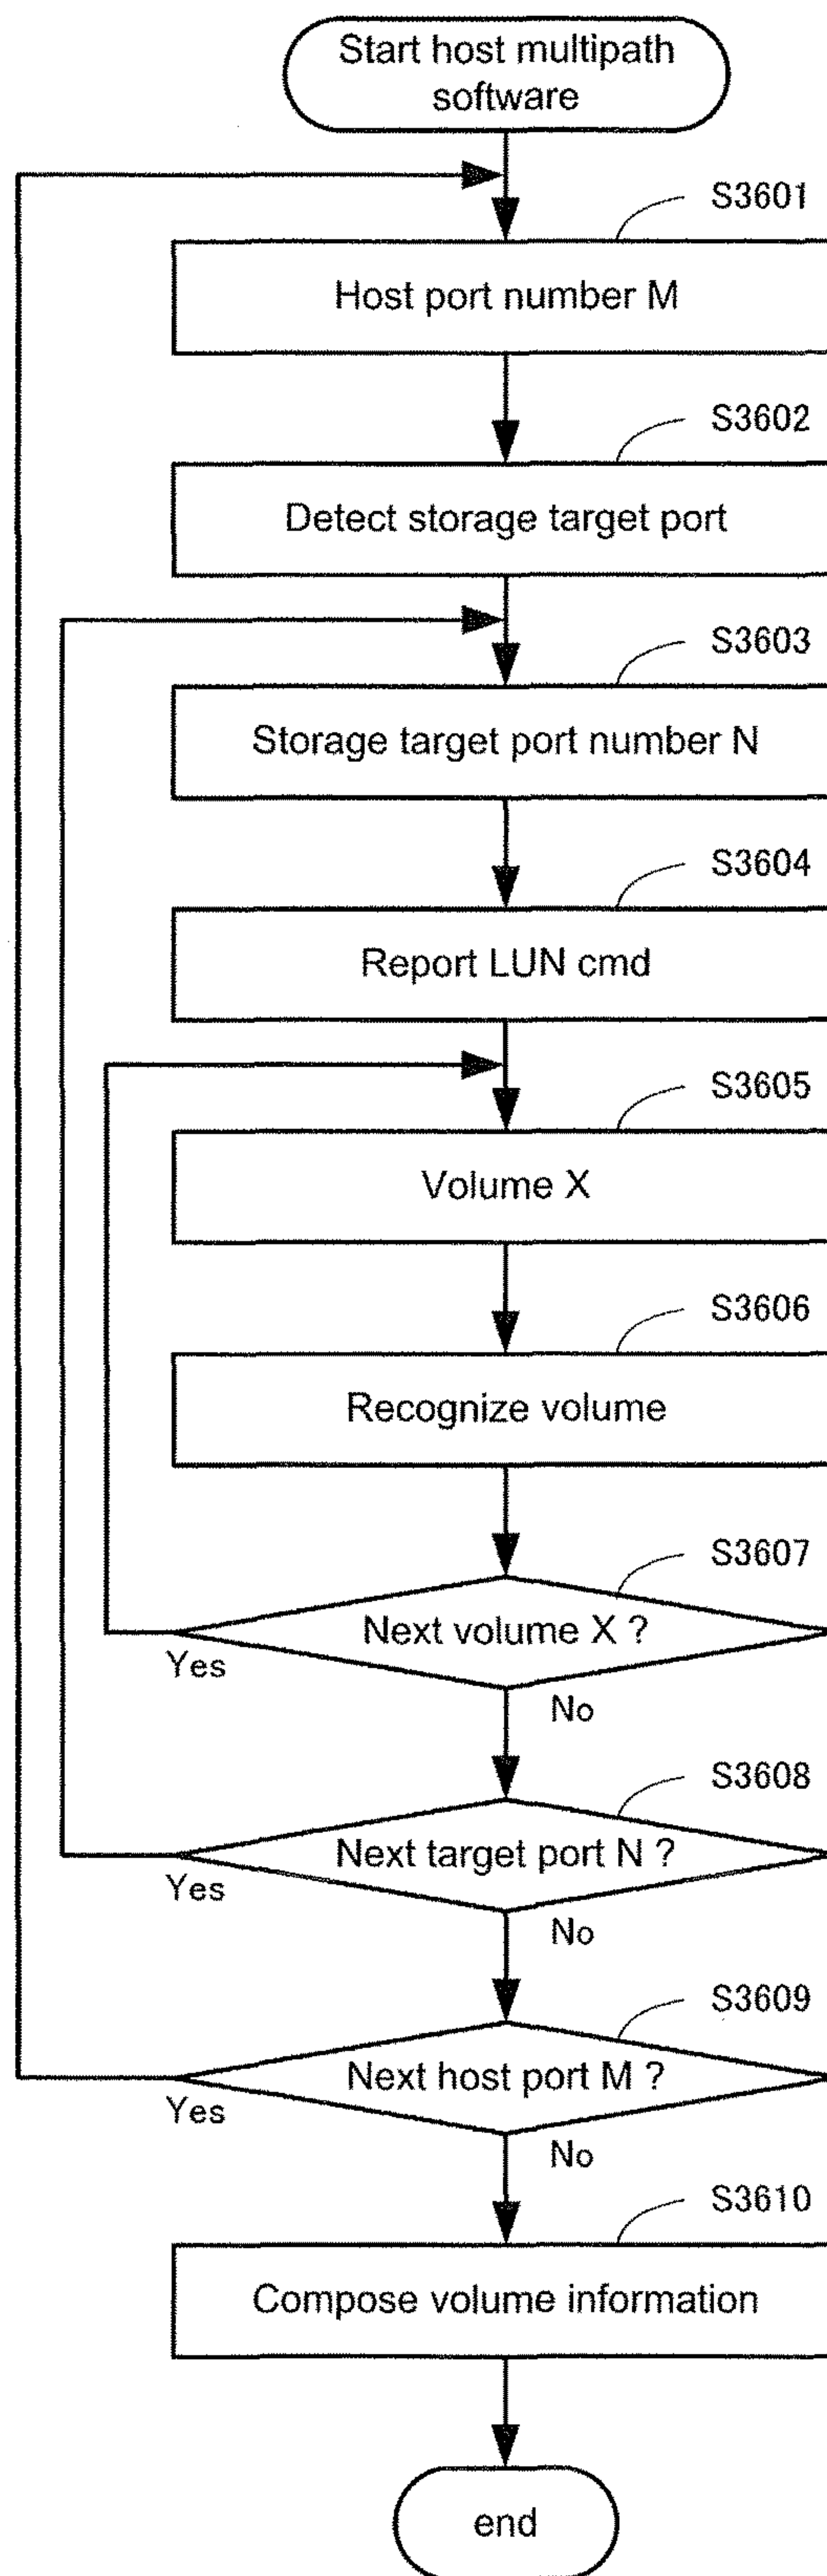 Start host multipath
software
S3601
Host port number M
S3602
Detect storage target port
S3603
Storage target port number N
S3604
Report LUN cmd
S3605
Volume X
S3606
Recognize volume
S3607
Next volume X ?
Yes
No
S3608
Next target port N ?
Yes
No
S3609
Next host port M ?
Yes
No
S3610
Compose volume information
end